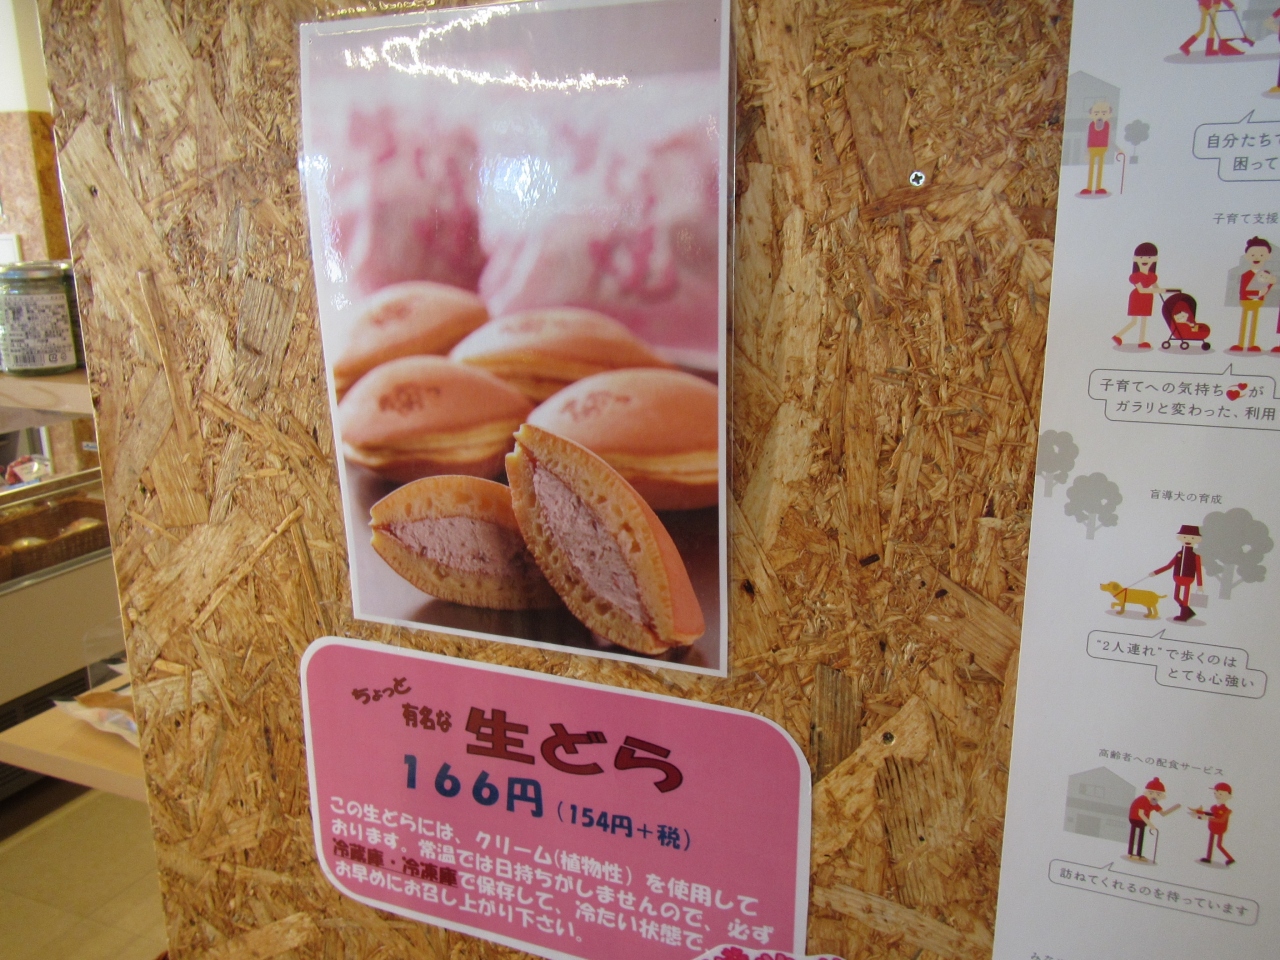 ちょっと
有名な 生どら
166円(154円+税)
この生どらには、クリーム(植物性)を使用して
おります。常温では日持ちがしませんので、必ず
冷蔵庫・冷凍庫で保存して、冷たい状態で、
お早めにお召し上がり下さい。
自分たちで
困って
子育て支援
子育てへの気持ちが
ガラリと変わった、利用
盲導犬の育成
"2人連れ"で歩くのは
とても心強い
高齢者への配食サービス
訪ねてくれるのを待っています